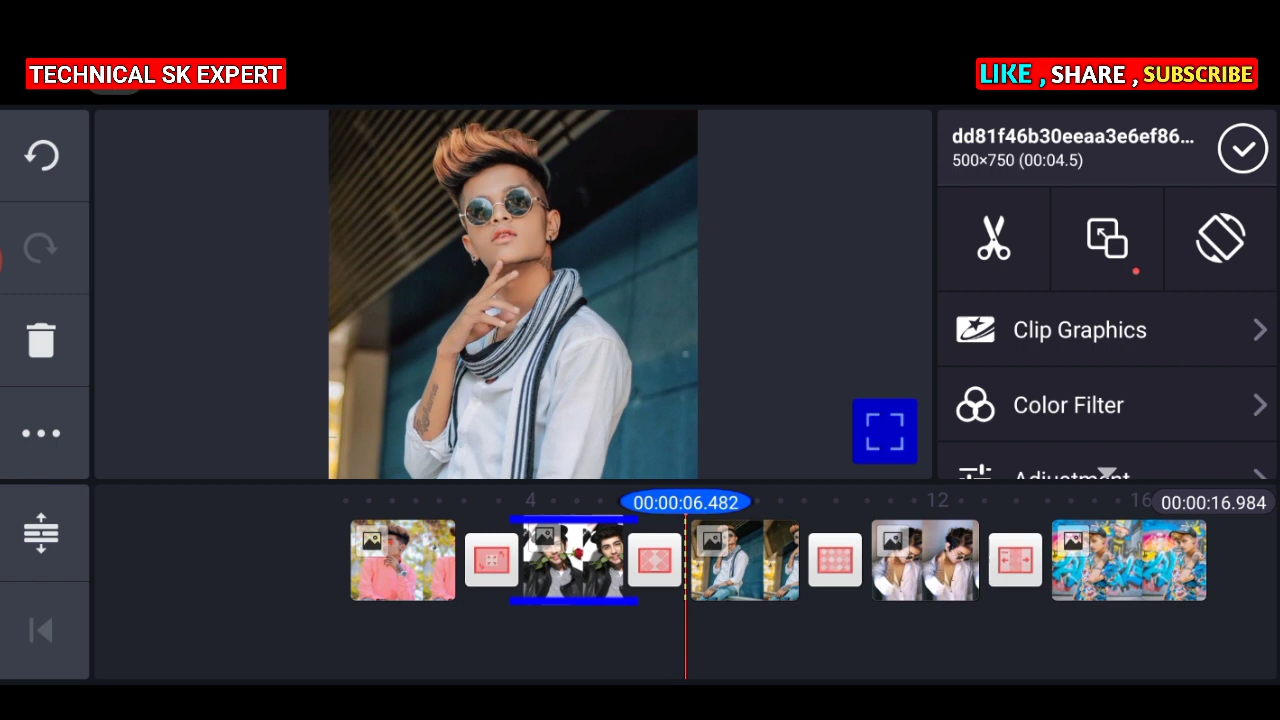 TECHNICAL SK EXPERT
LIKE , SHARE , SUBSCRIBE
dd81f46b30eeaa3e6ef86...
500×750 (00:04.5)
Clip Graphics
Color Filter
Adjustment
4
00:00:06.482
12
16
00:00:16.984